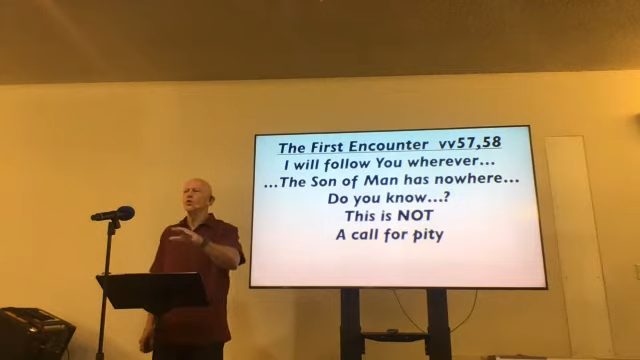 The First Encounter vv57,58
I will follow You wherever...
...The Son of Man has nowhere...
Do you know...?
This is NOT
A call for pity